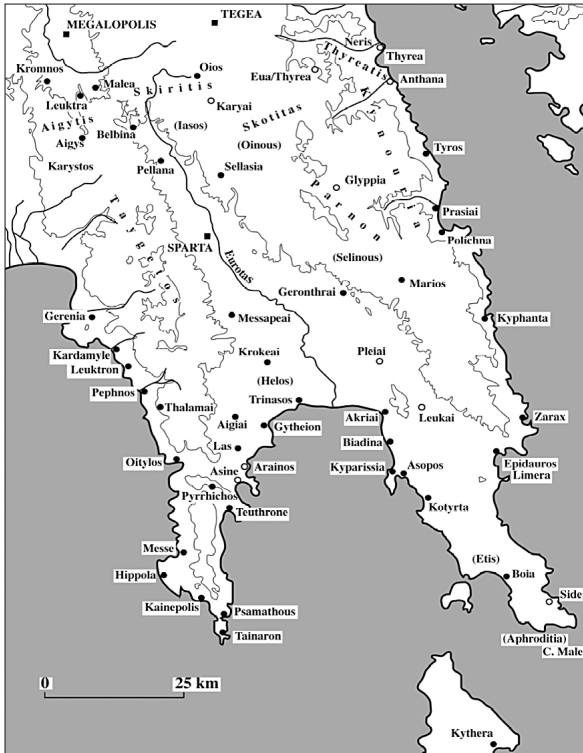 TEGEA
MEGALOPOLIS
Neris
Thyrea
Thyreatis
Eua/Thyrea
Oios
Kromnos
Malea
Skiritis
Anthana
Leuktra
Karyai
Kynouria
Skotitas
Aigytis
(Iasos)
Belbina
(Oinous)
Aigys
Tyros
Karystos
Pellana
Sellasia
Glyppia
Taygetos
Parnon
Prasiai
Polichna
SPARTA
Eurotas
(Selinous)
Marios
Geronthrai
Gerenia
Messapeai
Kyphanta
Kardamyle
Leuktron
Krokeai
Pleiai
(Helos)
Pephnos
Trinasos
Thalamai
Akriai
Leukai
Zarax
Aigiai
Gytheion
Biadina
Las
Oitylos
Arainos
Epidauros
Limera
Asine
Kyparissia
Asopos
Pyrrhichos
Kotyrta
Teuthrone
Messe
(Etis)
Hippola
Boia
Kainepolis
Side
Psamathous
Tainaron
(Aphroditia)
C. Male
0 25 km
Kythera